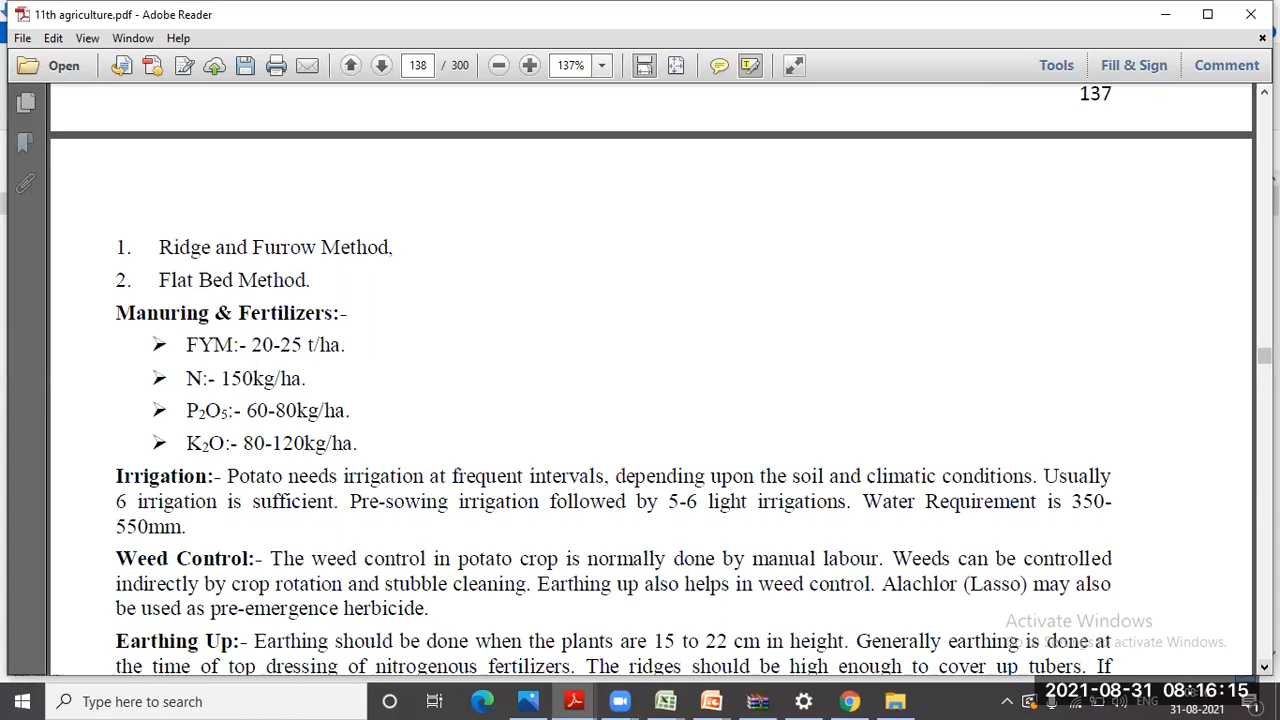 11th agriculture.pdf - Adobe Reader
File Edit View Window Help
Open 138 / 300 137% Tools Fill & Sign Comment
137
1. Ridge and Furrow Method,
2. Flat Bed Method.
Manuring & Fertilizers:-
➢ FYM:- 20-25 t/ha.
➢ N:- 150kg/ha.
➢ P₂O₅:- 60-80kg/ha.
➢ K₂O:- 80-120kg/ha.
Irrigation:- Potato needs irrigation at frequent intervals, depending upon the soil and climatic conditions. Usually
6 irrigation is sufficient. Pre-sowing irrigation followed by 5-6 light irrigations. Water Requirement is 350-
550mm.
Weed Control:- The weed control in potato crop is normally done by manual labour. Weeds can be controlled
indirectly by crop rotation and stubble cleaning. Earthing up also helps in weed control. Alachlor (Lasso) may also
be used as pre-emergence herbicide.
Activate Windows
Go to Settings to activate Windows.
Earthing Up:- Earthing should be done when the plants are 15 to 22 cm in height. Generally earthing is done at
the time of top dressing of nitrogenous fertilizers. The ridges should be high enough to cover up tubers. If
Type here to search
ENG
2021-08-31 08:16:15
31-08-2021